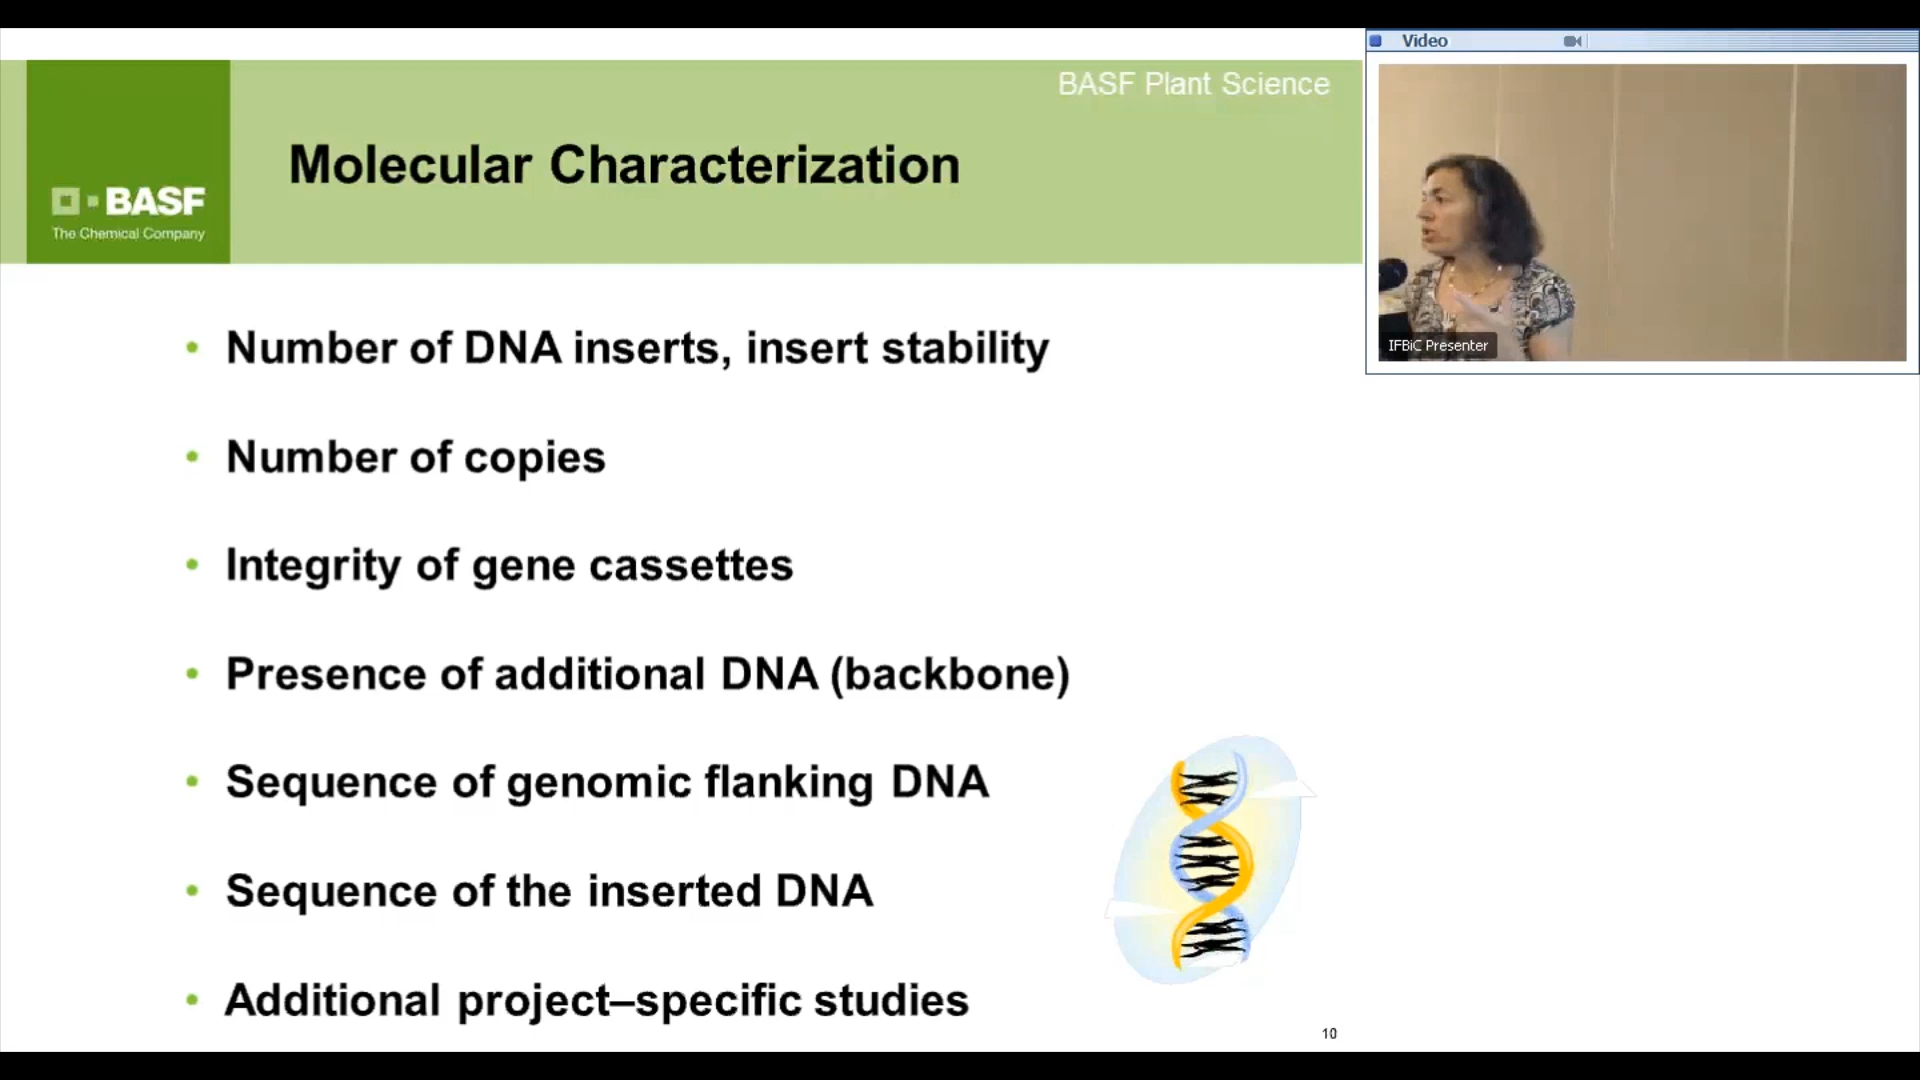 BASF Plant Science
Molecular Characterization
BASF
The Chemical Company
• Number of DNA inserts, insert stability
• Number of copies
• Integrity of gene cassettes
• Presence of additional DNA (backbone)
• Sequence of genomic flanking DNA
• Sequence of the inserted DNA
• Additional project–specific studies
10
Video
IFBiC Presenter